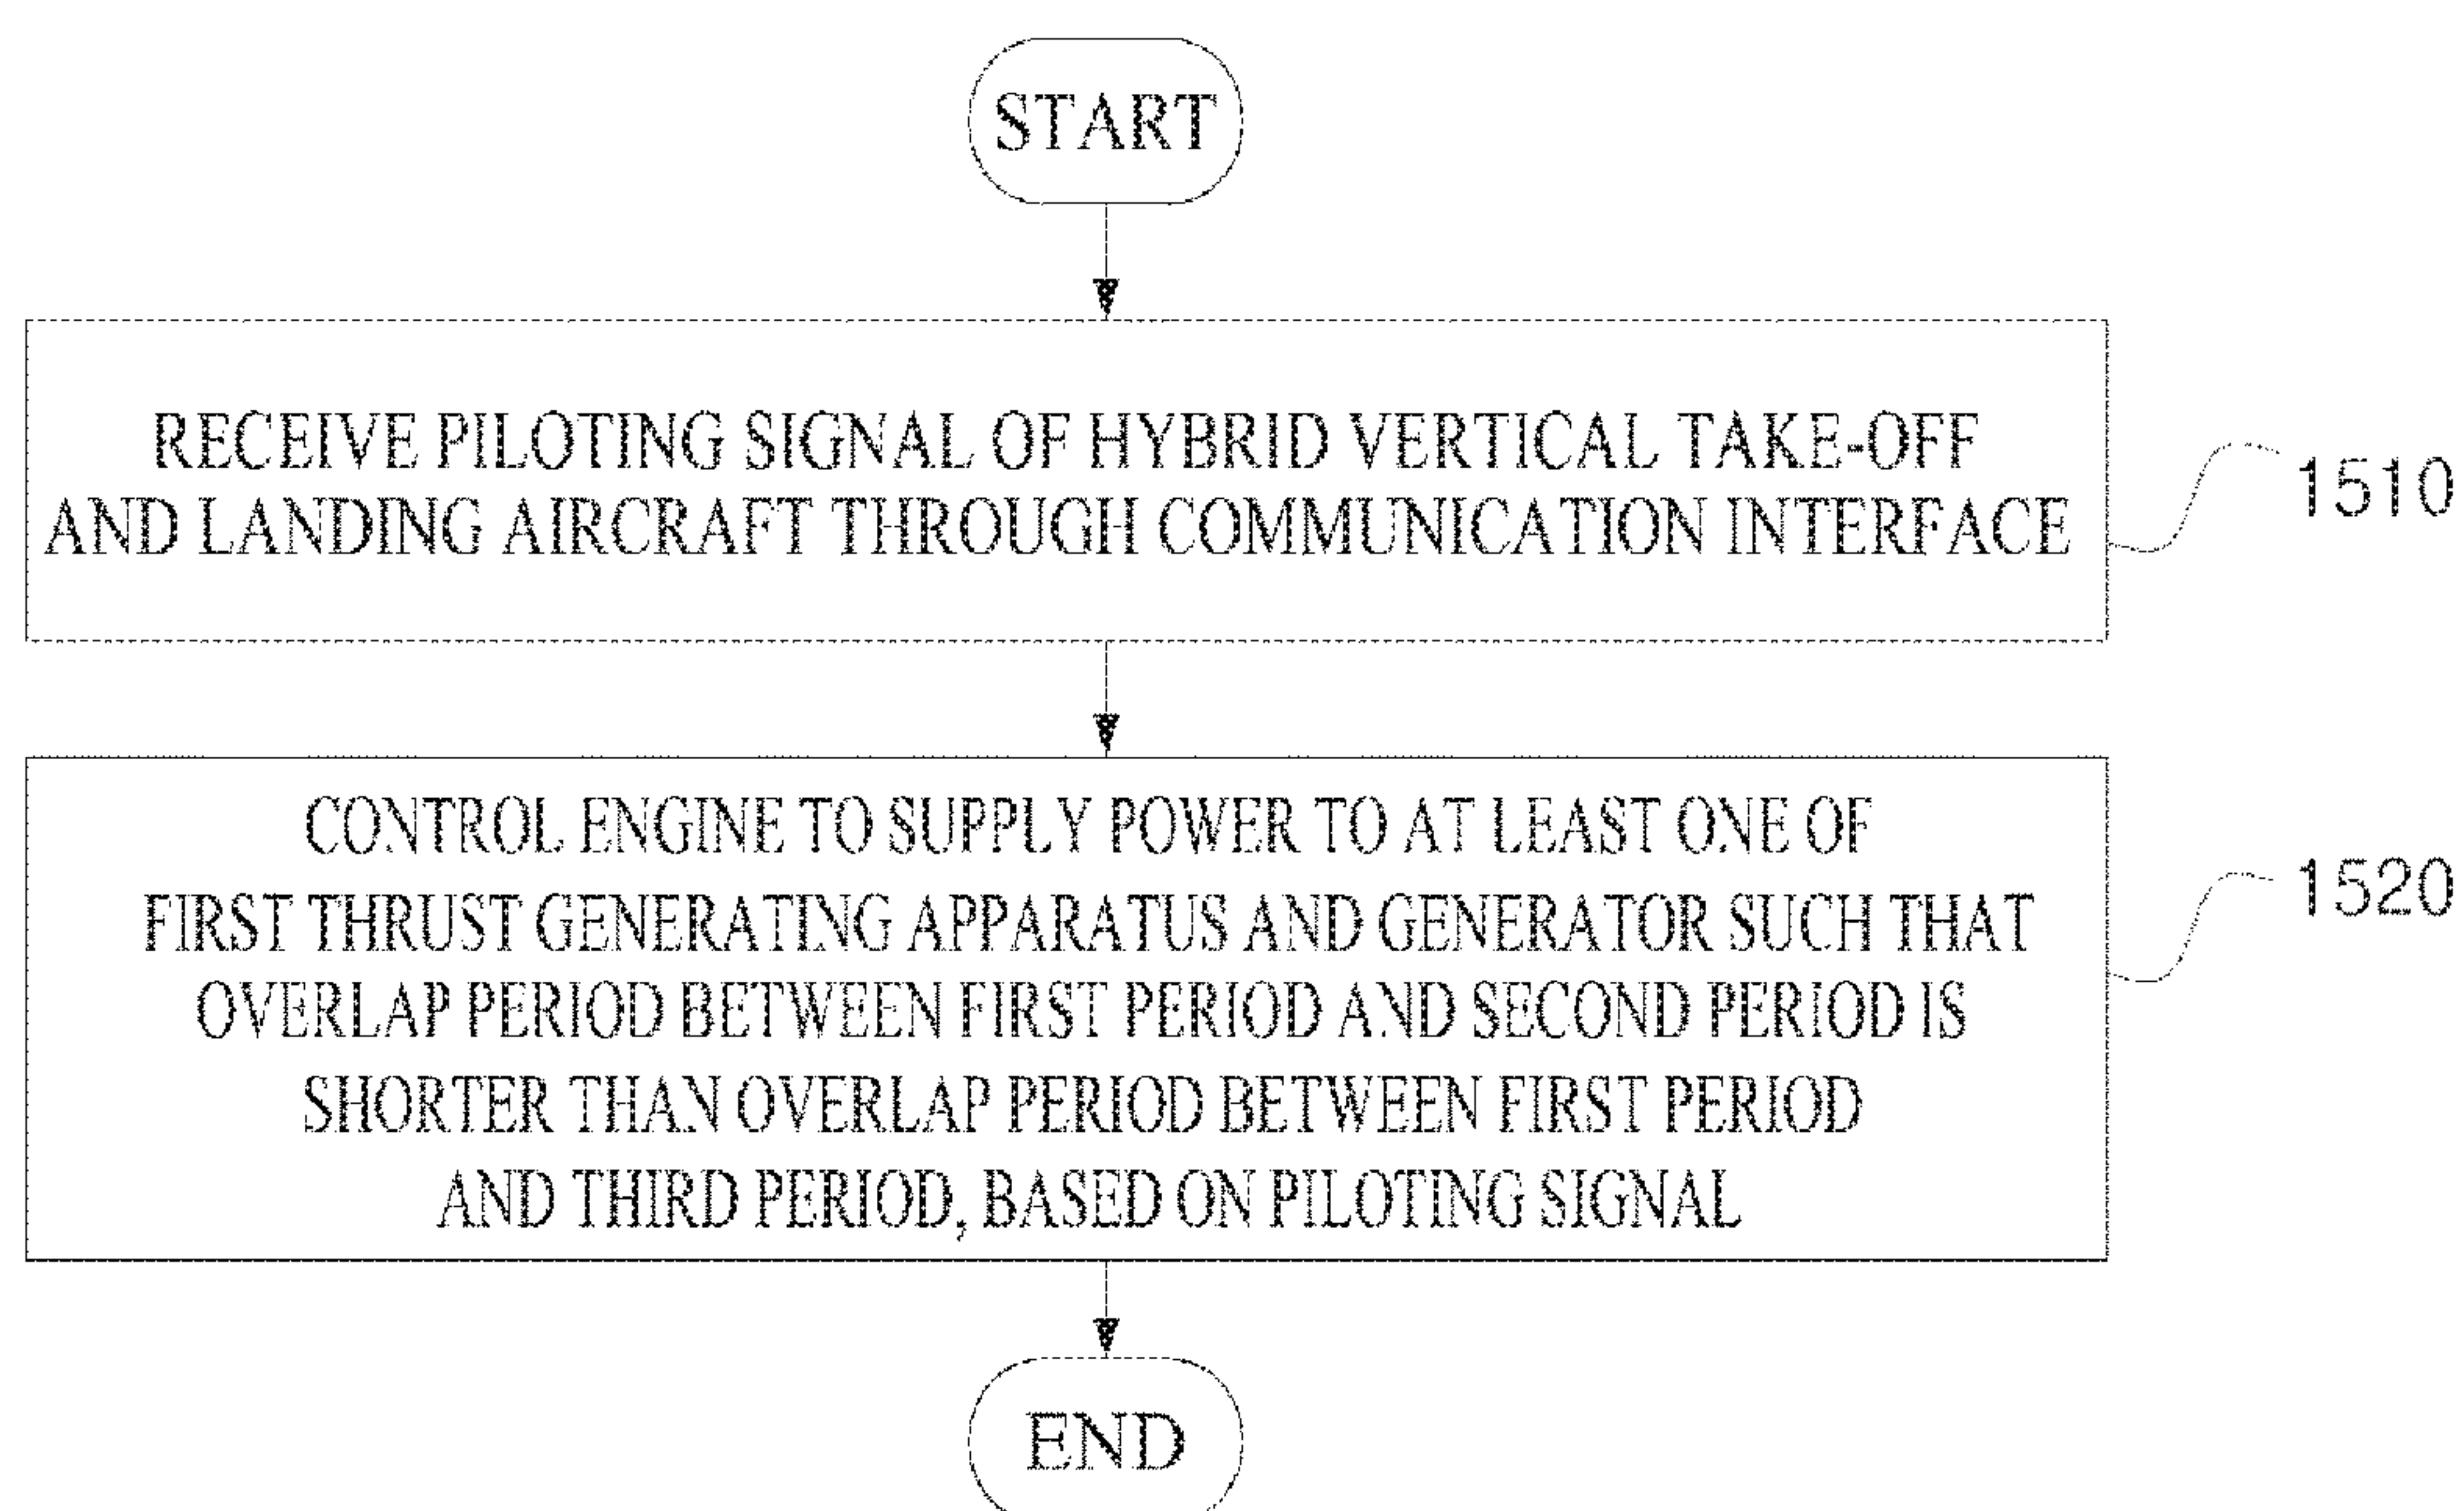 START
RECEIVE PILOTING SIGNAL OF HYBRID VERTICAL TAKE-OFF
AND LANDING AIRCRAFT THROUGH COMMUNICATION INTERFACE
1510
CONTROL ENGINE TO SUPPLY POWER TO AT LEAST ONE OF
FIRST THRUST GENERATING APPARATUS AND GENERATOR SUCH THAT
OVERLAP PERIOD BETWEEN FIRST PERIOD AND SECOND PERIOD IS
SHORTER THAN OVERLAP PERIOD BETWEEN FIRST PERIOD
AND THIRD PERIOD, BASED ON PILOTING SIGNAL
1520
END